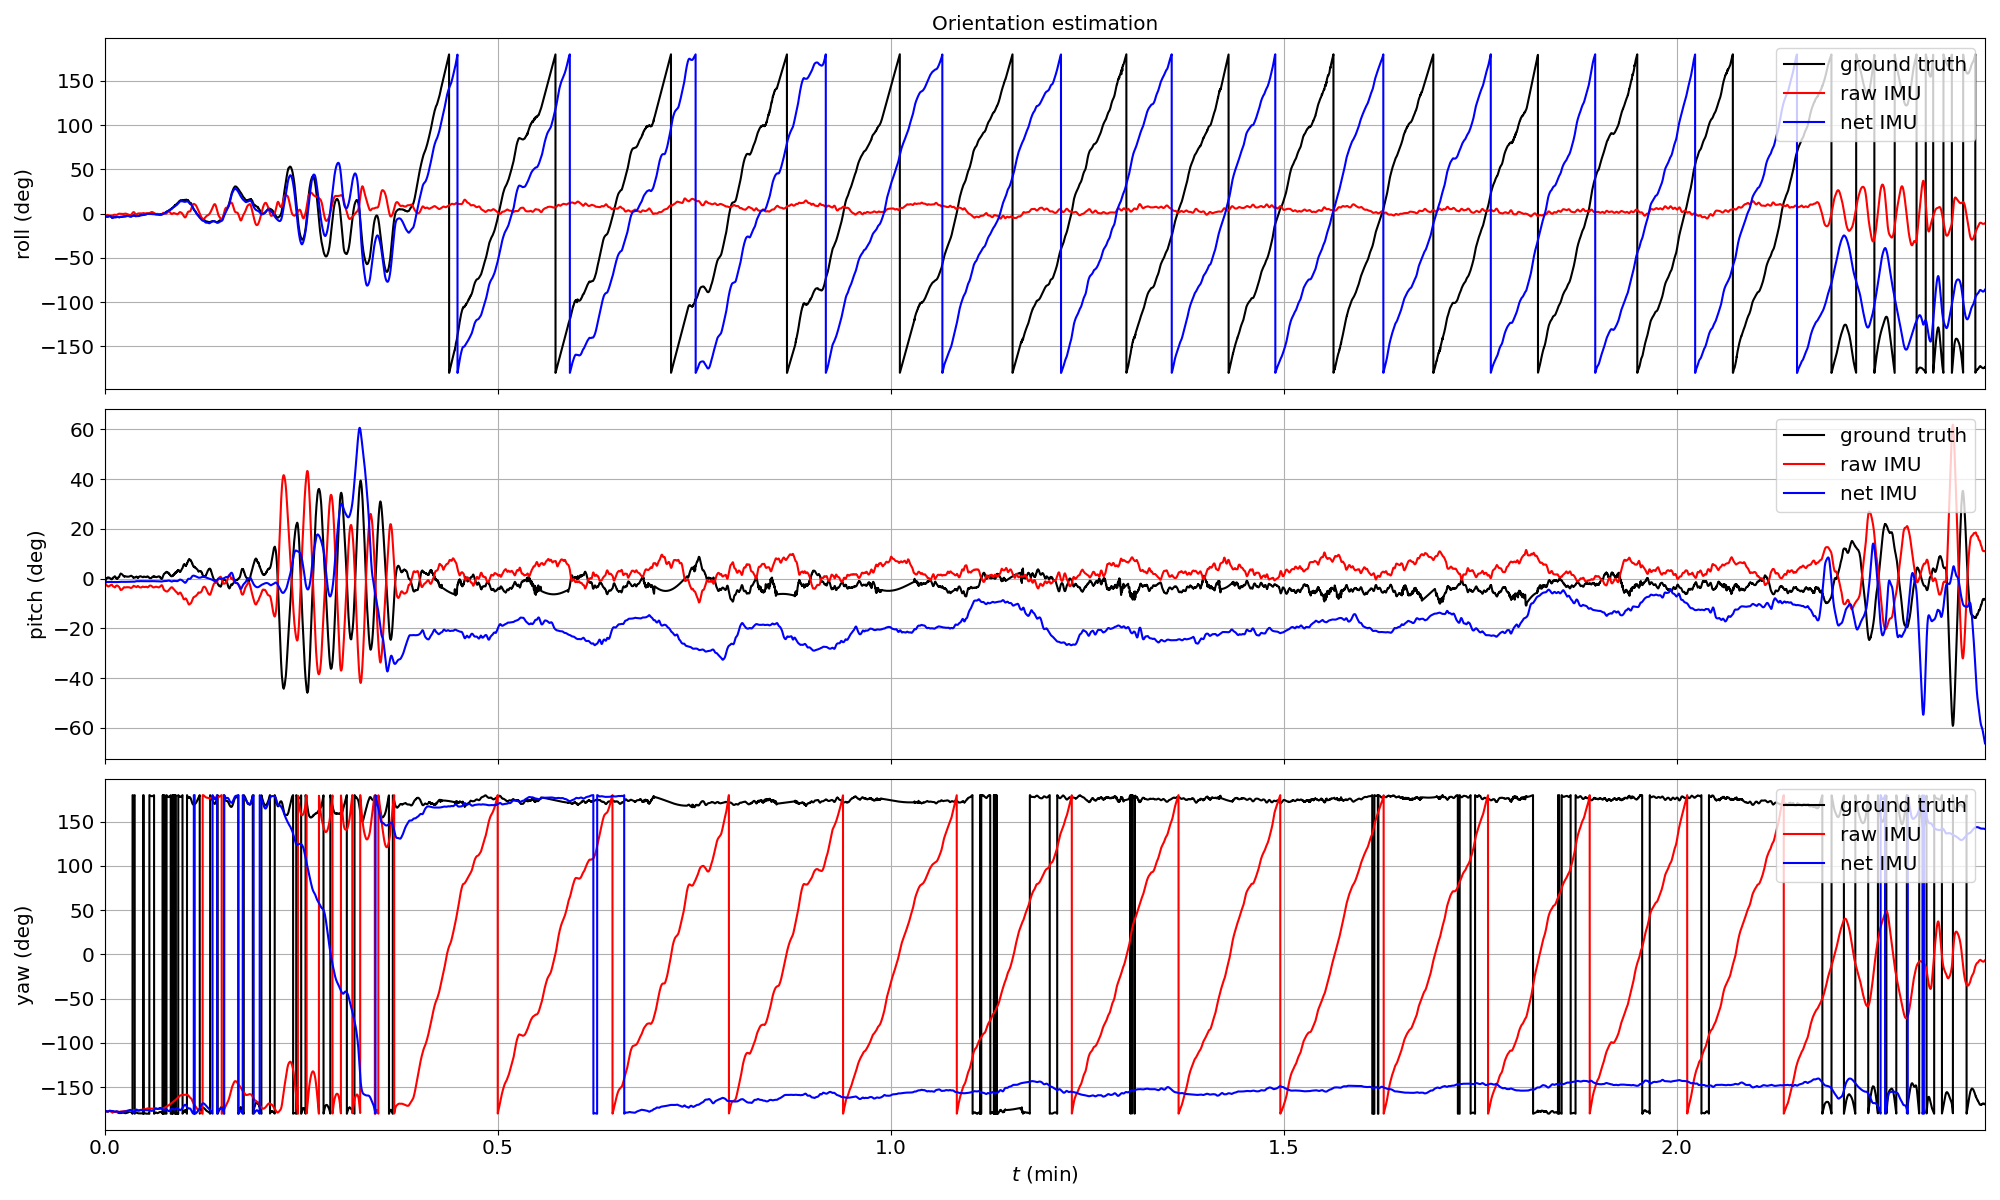 Orientation estimation
roll (deg)
150
100
50
0
−50
−100
−150
ground truth
raw IMU
net IMU
pitch (deg)
60
40
20
0
−20
−40
−60
ground truth
raw IMU
net IMU
yaw (deg)
150
100
50
0
−50
−100
−150
ground truth
raw IMU
net IMU
0.0 0.5 1.0 1.5 2.0
t (min)